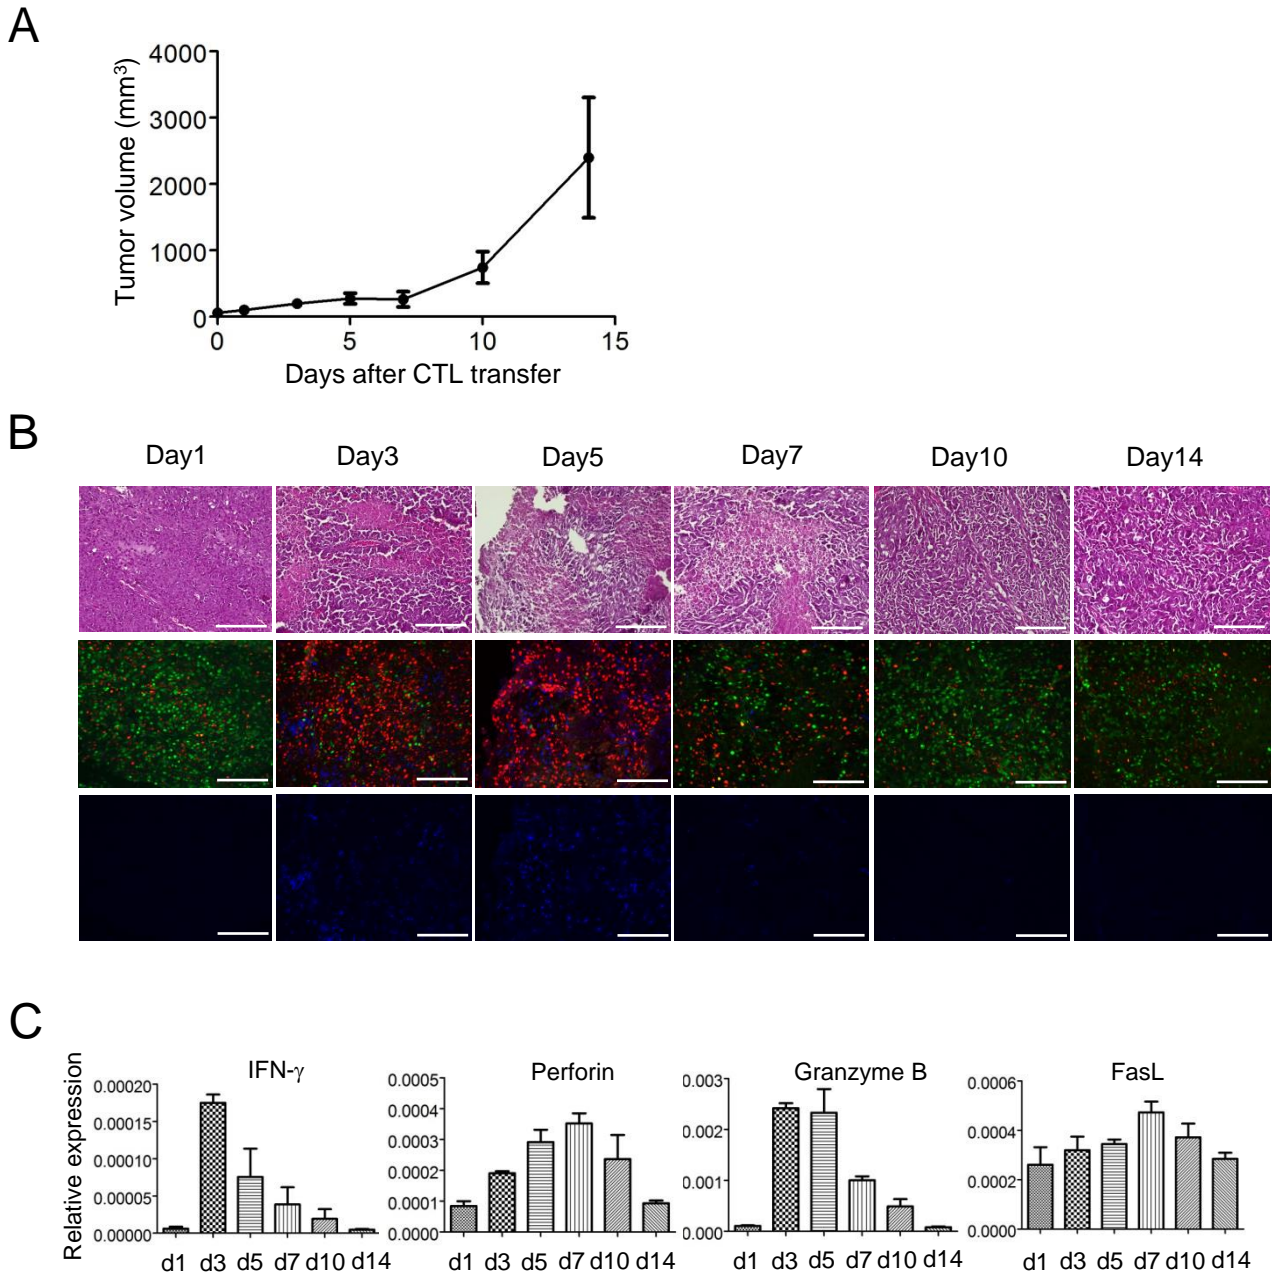 A
4000
3000
2000
1000
0
Tumor volume (mm³)
0 5 10 15
Days after CTL transfer
B
Day1 Day3 Day5 Day7 Day10 Day14
C
Relative expression
IFN-γ
0.00020
0.00015
0.00010
0.00005
0.00000
d1 d3 d5 d7 d10 d14
Perforin
0.0005
0.0004
0.0003
0.0002
0.0001
0.0000
d1 d3 d5 d7 d10 d14
Granzyme B
0.003
0.002
0.001
0.000
d1 d3 d5 d7 d10 d14
FasL
0.0006
0.0004
0.0002
0.0000
d1 d3 d5 d7 d10 d14